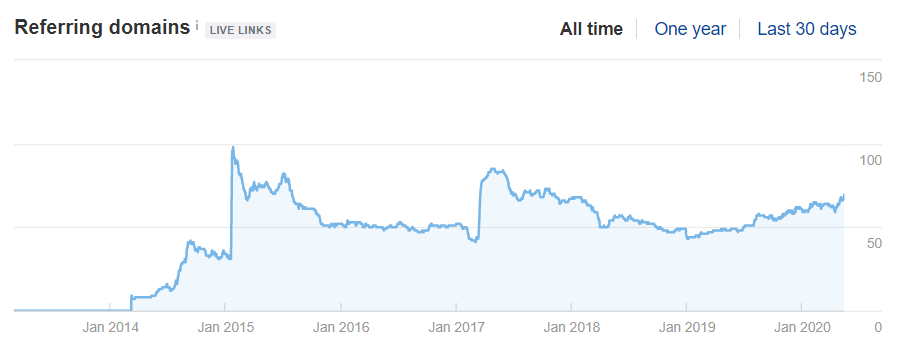 Referring domains i LIVE LINKS All time One year Last 30 days
150
100
50
Jan 2014 Jan 2015 Jan 2016 Jan 2017 Jan 2018 Jan 2019 Jan 2020 0